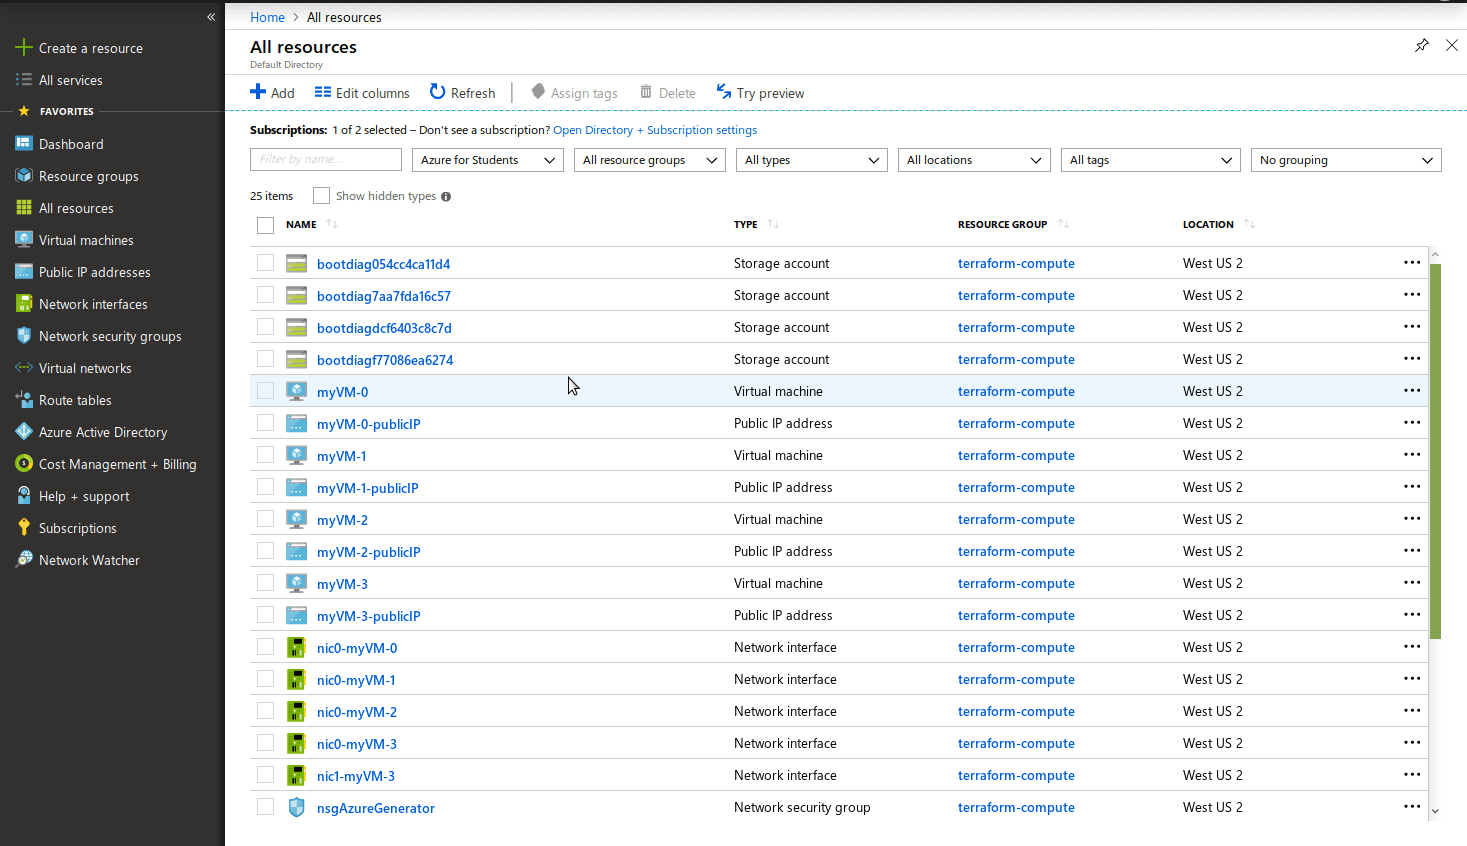 «
Create a resource
All services
FAVORITES
Dashboard
Resource groups
All resources
Virtual machines
Public IP addresses
Network interfaces
Network security groups
Virtual networks
Route tables
Azure Active Directory
Cost Management + Billing
Help + support
Subscriptions
Network Watcher
Home > All resources
All resources
Default Directory
Add Edit columns Refresh Assign tags Delete Try preview
Subscriptions: 1 of 2 selected – Don't see a subscription? Open Directory + Subscription settings
Filter by name... Azure for Students All resource groups All types All locations All tags No grouping
25 items Show hidden types
NAME TYPE RESOURCE GROUP LOCATION
bootdiag054cc4ca11d4 Storage account terraform-compute West US 2
bootdiag7aa7fda16c57 Storage account terraform-compute West US 2
bootdiagdcf6403c8c7d Storage account terraform-compute West US 2
bootdiagf77086ea6274 Storage account terraform-compute West US 2
myVM-0 Virtual machine terraform-compute West US 2
myVM-0-publicIP Public IP address terraform-compute West US 2
myVM-1 Virtual machine terraform-compute West US 2
myVM-1-publicIP Public IP address terraform-compute West US 2
myVM-2 Virtual machine terraform-compute West US 2
myVM-2-publicIP Public IP address terraform-compute West US 2
myVM-3 Virtual machine terraform-compute West US 2
myVM-3-publicIP Public IP address terraform-compute West US 2
nic0-myVM-0 Network interface terraform-compute West US 2
nic0-myVM-1 Network interface terraform-compute West US 2
nic0-myVM-2 Network interface terraform-compute West US 2
nic0-myVM-3 Network interface terraform-compute West US 2
nic1-myVM-3 Network interface terraform-compute West US 2
nsgAzureGenerator Network security group terraform-compute West US 2